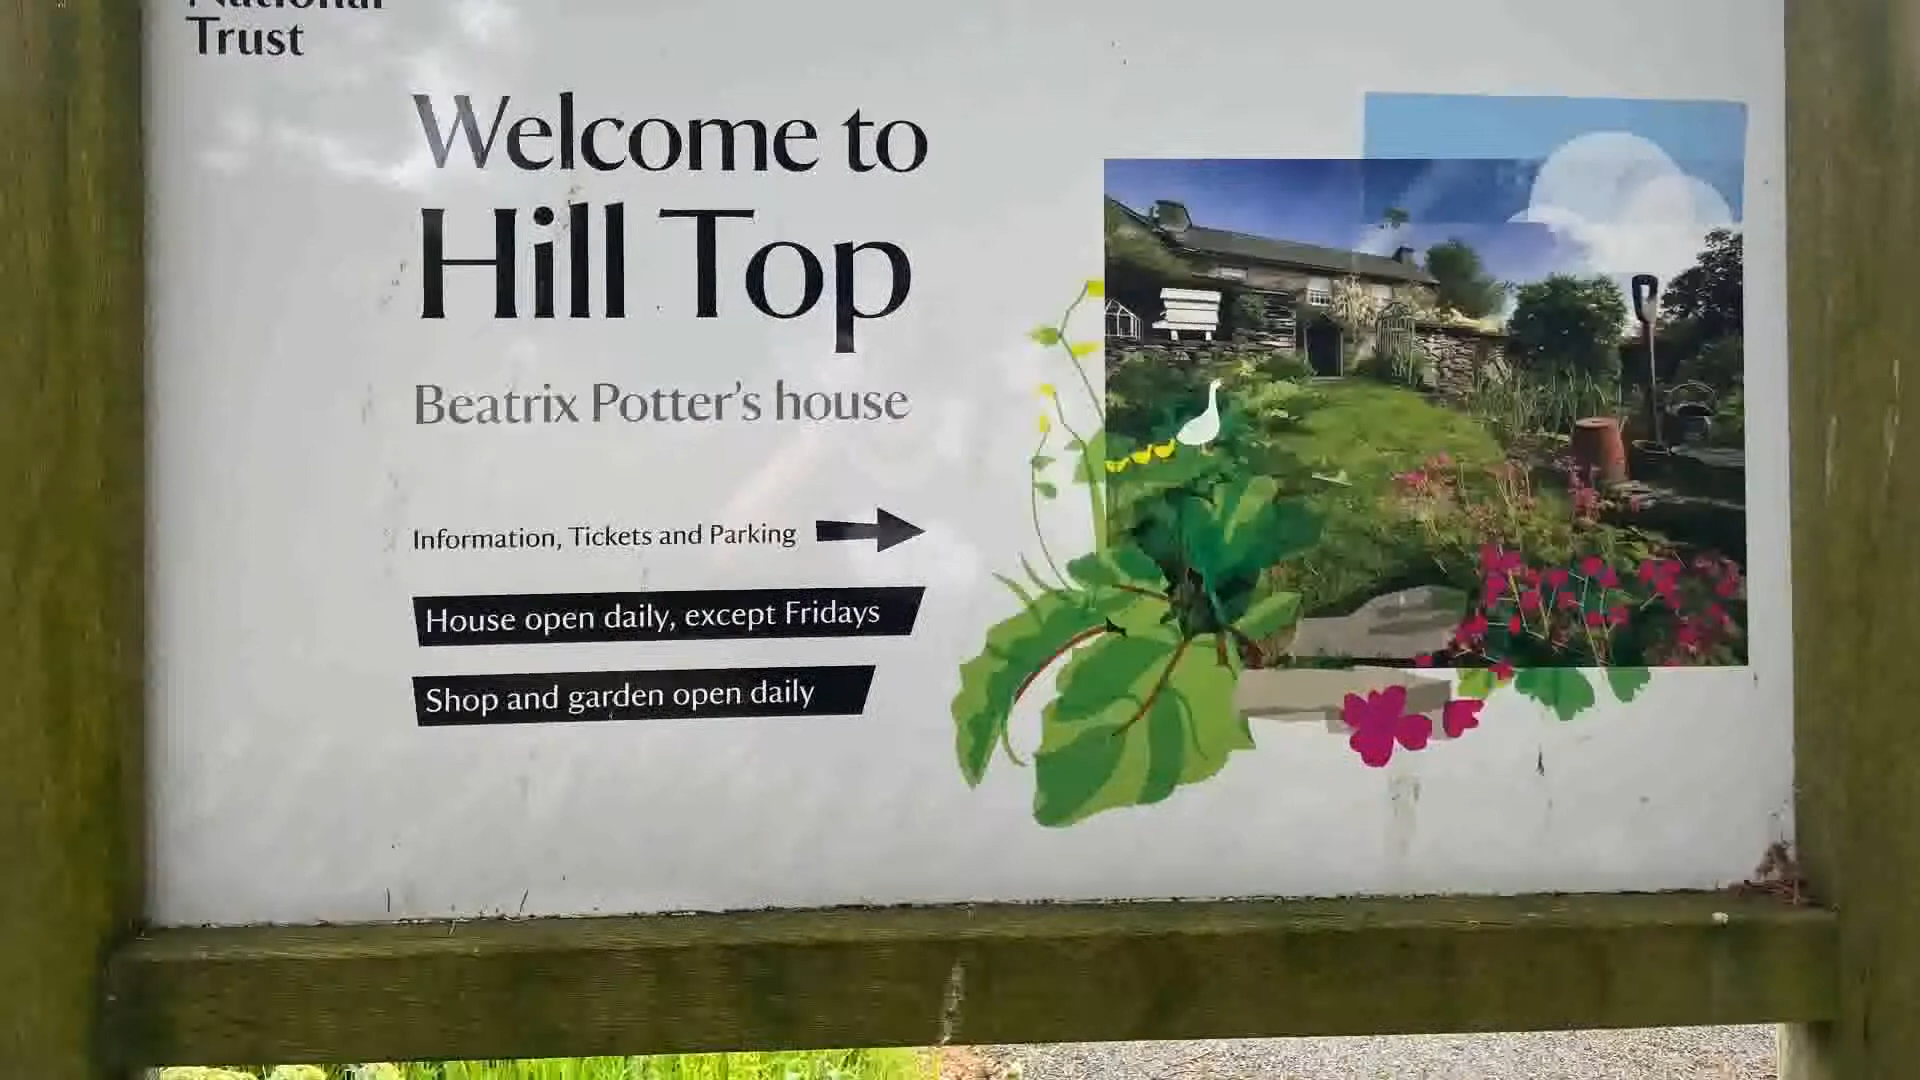 National
Trust
Welcome to
Hill Top
Beatrix Potter's house
Information, Tickets and Parking
House open daily, except Fridays
Shop and garden open daily